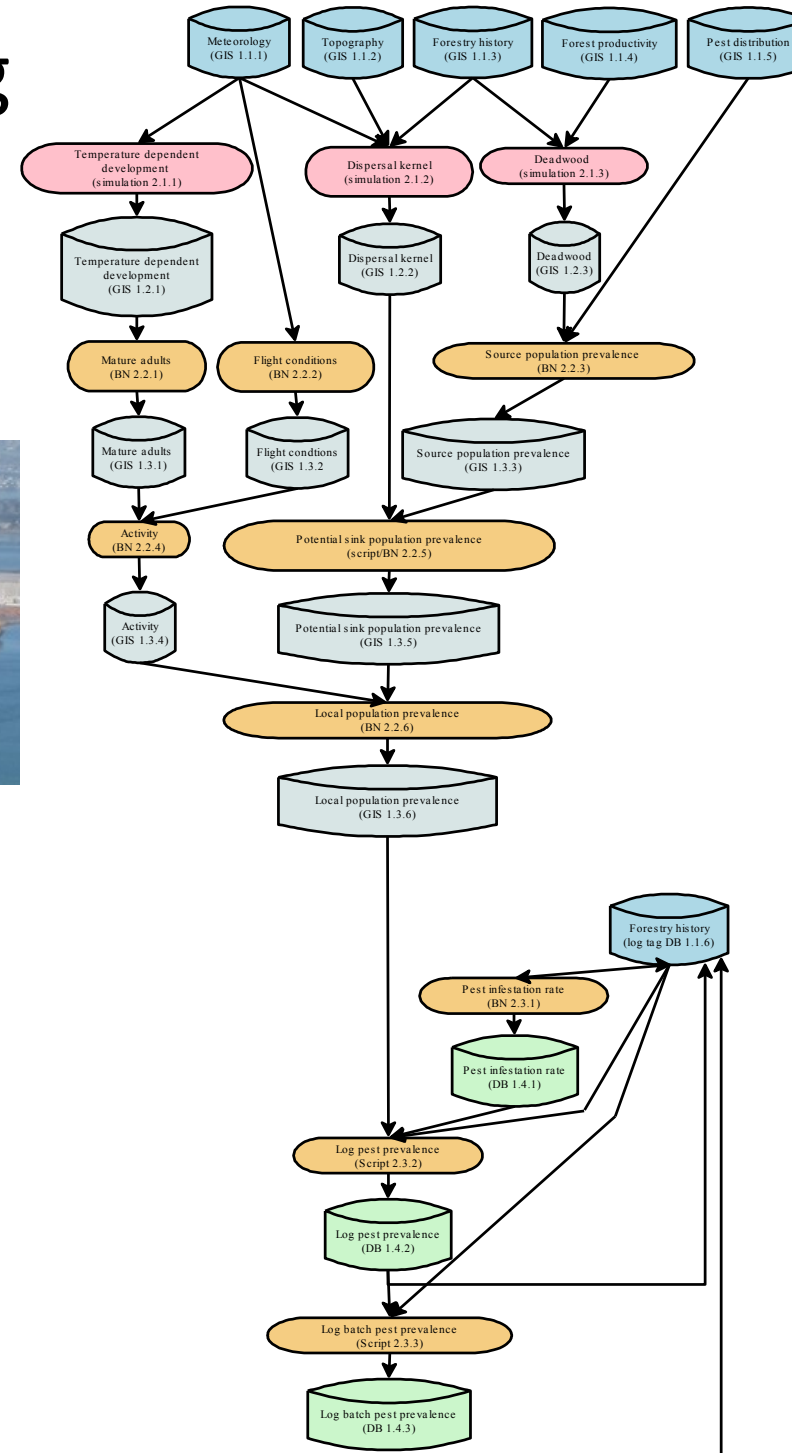 g
Meteorology
(GIS 1.1.1)
Topography
(GIS 1.1.2)
Forestry history
(GIS 1.1.3)
Forest productivity
(GIS 1.1.4)
Pest distribution
(GIS 1.1.5)
Temperature dependent
development
(simulation 2.1.1)
Dispersal kernel
(simulation 2.1.2)
Deadwood
(simulation 2.1.3)
Temperature dependent
development
(GIS 1.2.1)
Dispersal kernel
(GIS 1.2.2)
Deadwood
(GIS 1.2.3)
Mature adults
(BN 2.2.1)
Flight conditions
(BN 2.2.2)
Source population prevalence
(BN 2.2.3)
Mature adults
(GIS 1.3.1)
Flight condtions
(GIS 1.3.2
Source population prevalence
(GIS 1.3.3)
Activity
(BN 2.2.4)
Potential sink population prevalence
(script/BN 2.2.5)
Activity
(GIS 1.3.4)
Potential sink population prevalence
(GIS 1.3.5)
Local population prevalence
(BN 2.2.6)
Local population prevalence
(GIS 1.3.6)
Forestry history
(log tag DB 1.1.6)
Pest infestation rate
(BN 2.3.1)
Pest infestation rate
(DB 1.4.1)
Log pest prevalence
(Script 2.3.2)
Log pest prevalence
(DB 1.4.2)
Log batch pest prevalence
(Script 2.3.3)
Log batch pest prevalence
(DB 1.4.3)